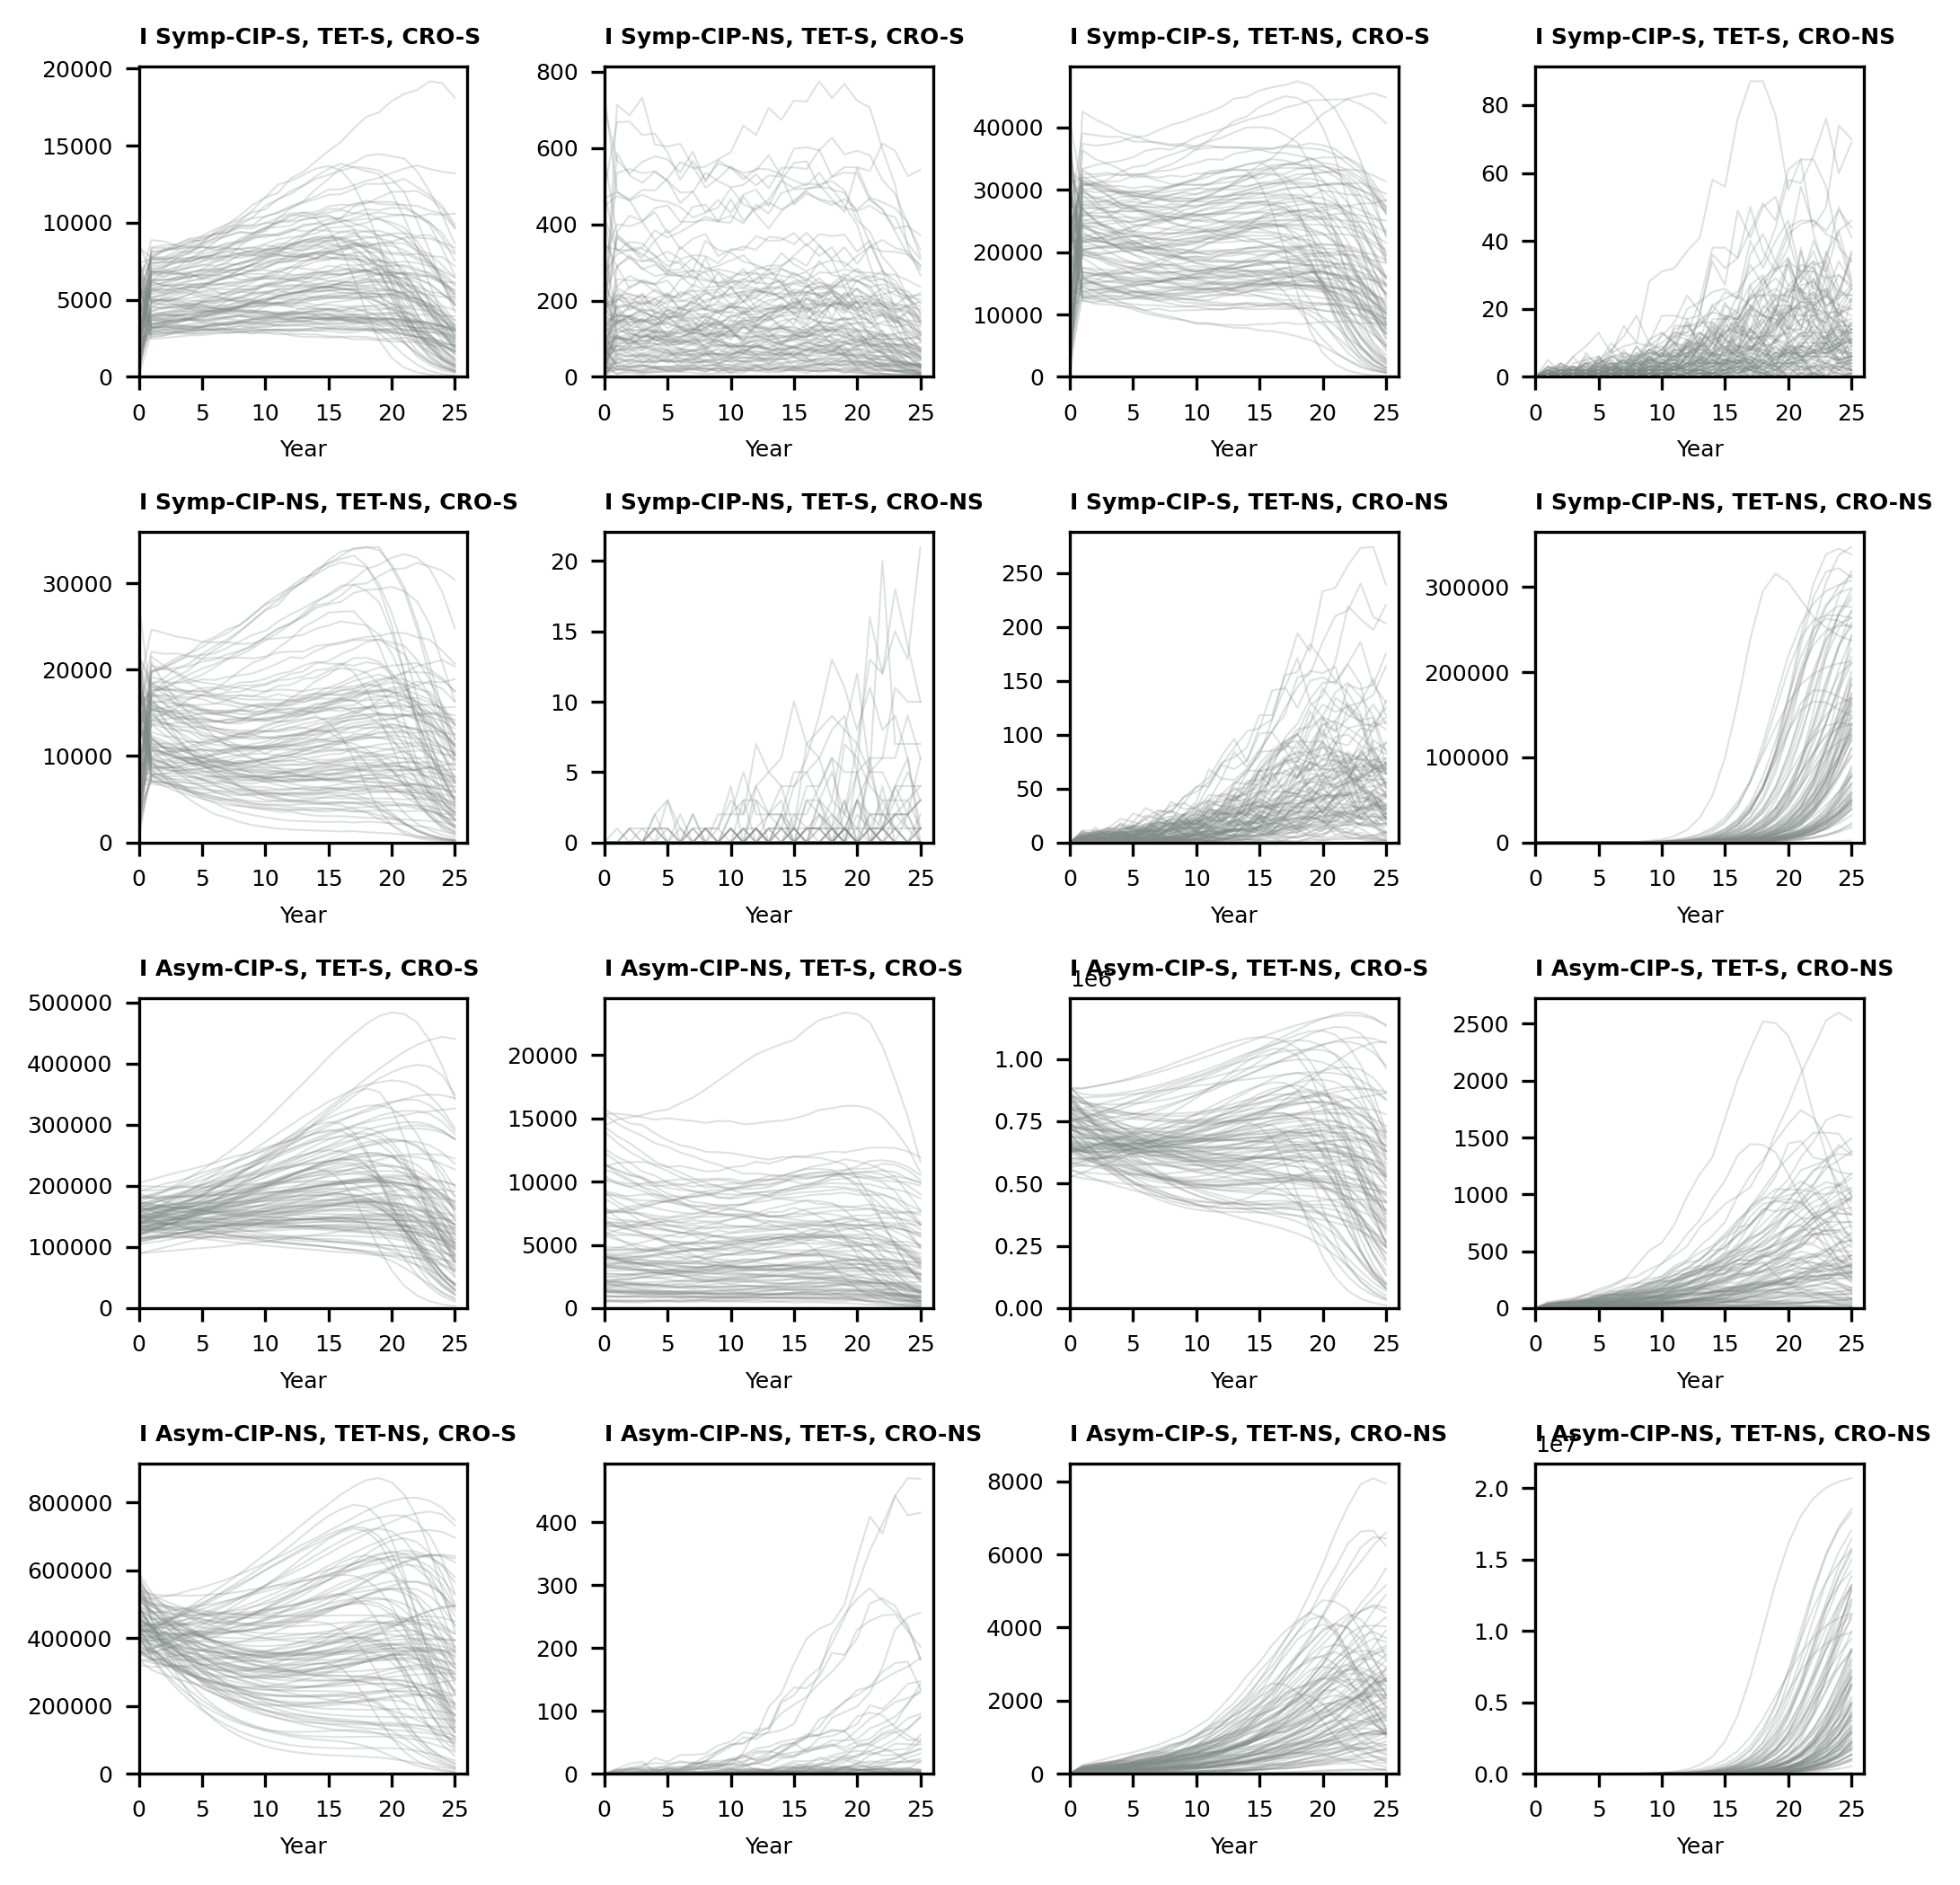 I Symp-CIP-S, TET-S, CRO-S
20000
15000
10000
5000
0
0 5 10 15 20 25
Year
I Symp-CIP-NS, TET-S, CRO-S
800
600
400
200
0
0 5 10 15 20 25
Year
I Symp-CIP-S, TET-NS, CRO-S
40000
30000
20000
10000
0
0 5 10 15 20 25
Year
I Symp-CIP-S, TET-S, CRO-NS
80
60
40
20
0
0 5 10 15 20 25
Year
I Symp-CIP-NS, TET-NS, CRO-S
30000
20000
10000
0
0 5 10 15 20 25
Year
I Symp-CIP-NS, TET-S, CRO-NS
20
15
10
5
0
0 5 10 15 20 25
Year
I Symp-CIP-S, TET-NS, CRO-NS
250
200
150
100
50
0
0 5 10 15 20 25
Year
I Symp-CIP-NS, TET-NS, CRO-NS
300000
200000
100000
0
0 5 10 15 20 25
Year
I Asym-CIP-S, TET-S, CRO-S
500000
400000
300000
200000
100000
0
0 5 10 15 20 25
Year
I Asym-CIP-NS, TET-S, CRO-S
20000
15000
10000
5000
0
0 5 10 15 20 25
Year
I Asym-CIP-S, TET-NS, CRO-S
1e6
1.00
0.75
0.50
0.25
0.00
0 5 10 15 20 25
Year
I Asym-CIP-S, TET-S, CRO-NS
2500
2000
1500
1000
500
0
0 5 10 15 20 25
Year
I Asym-CIP-NS, TET-NS, CRO-S
800000
600000
400000
200000
0
0 5 10 15 20 25
Year
I Asym-CIP-NS, TET-S, CRO-NS
400
300
200
100
0
0 5 10 15 20 25
Year
I Asym-CIP-S, TET-NS, CRO-NS
8000
6000
4000
2000
0
0 5 10 15 20 25
Year
I Asym-CIP-NS, TET-NS, CRO-NS
1e7
2.0
1.5
1.0
0.5
0.0
0 5 10 15 20 25
Year